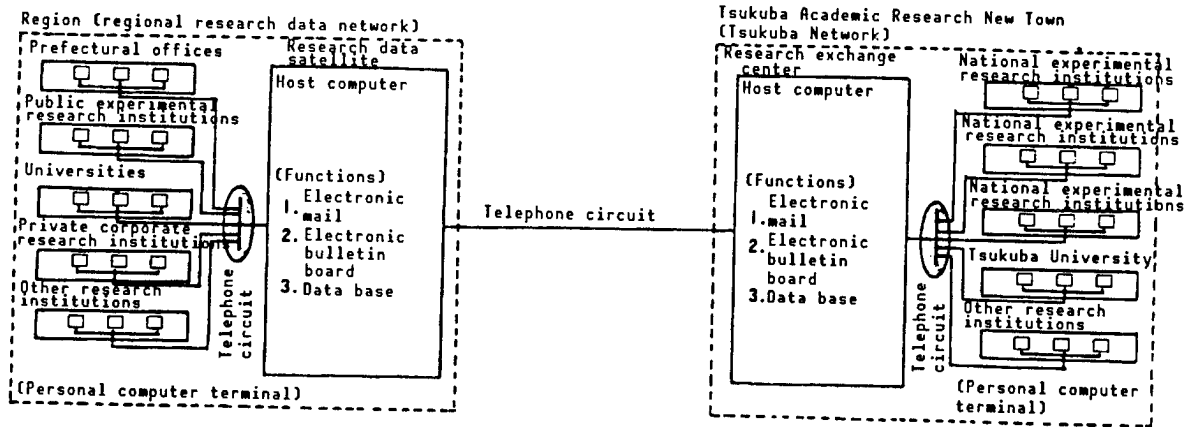 Region (regional research data network)
Prefectural offices
Public experimental
research institutions
Universities
Private corporate
research institutions
Other research
institutions
(Personal computer terminal)
Telephone
circuit
Research data
satellite
Host computer
(Functions)
1. Electronic
mail
2. Electronic
bulletin
board
3. Data base
Telephone circuit
Tsukuba Academic Research New Town
(Tsukuba Network)
Research exchange
center
Host computer
(Functions)
1. Electronic
mail
2. Electronic
bulletin
board
3. Data base
Telephone
circuit
National experimental
research institutions
National experimental
research institutions
National experimental
research institutions
Tsukuba University
Other research
institutions
(Personal computer
terminal)